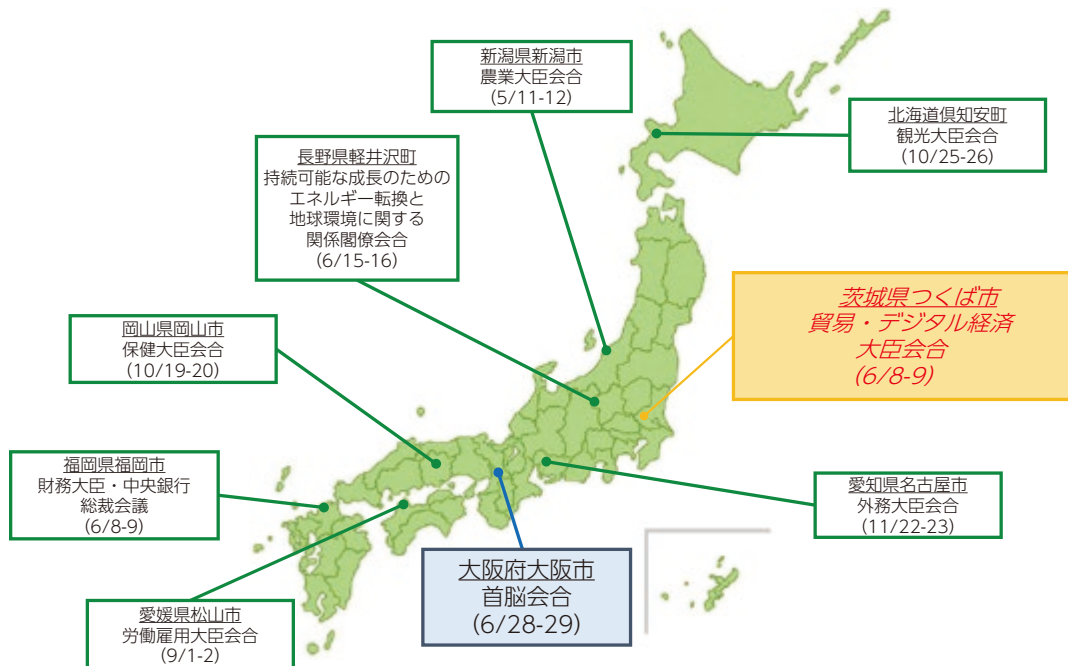 新潟県新潟市
農業大臣会合
(5/11-12)
北海道倶知安町
観光大臣会合
(10/25-26)
長野県軽井沢町
持続可能な成長のための
エネルギー転換と
地球環境に関する
関係閣僚会合
(6/15-16)
茨城県つくば市
貿易・デジタル経済
大臣会合
(6/8-9)
岡山県岡山市
保健大臣会合
(10/19-20)
福岡県福岡市
財務大臣・中央銀行
総裁会議
(6/8-9)
愛知県名古屋市
外務大臣会合
(11/22-23)
大阪府大阪市
首脳会合
(6/28-29)
愛媛県松山市
労働雇用大臣会合
(9/1-2)